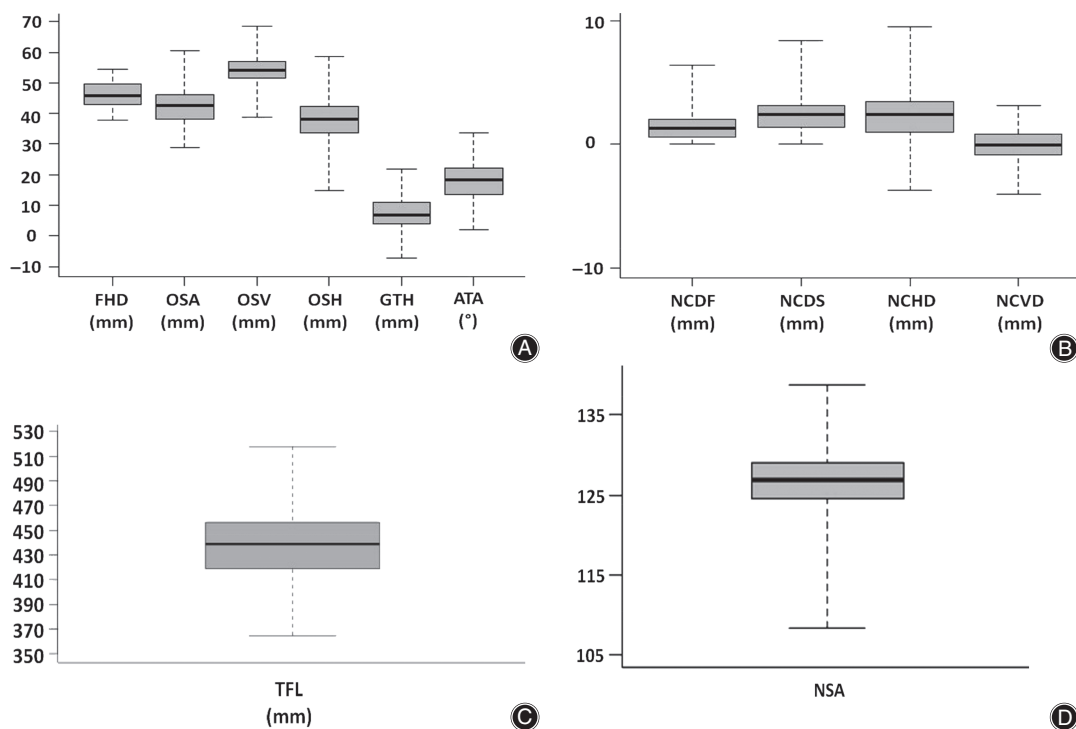 70
60
50
40
30
20
10
0
–10
FHD OSA OSV OSH GTH ATA
(mm) (mm) (mm) (mm) (mm) (°)
A
10
0
–10
NCDF NCDS NCHD NCVD
(mm) (mm) (mm) (mm)
B
530
510
490
470
450
430
410
390
370
350
TFL
(mm)
C
135
125
115
105
NSA
D